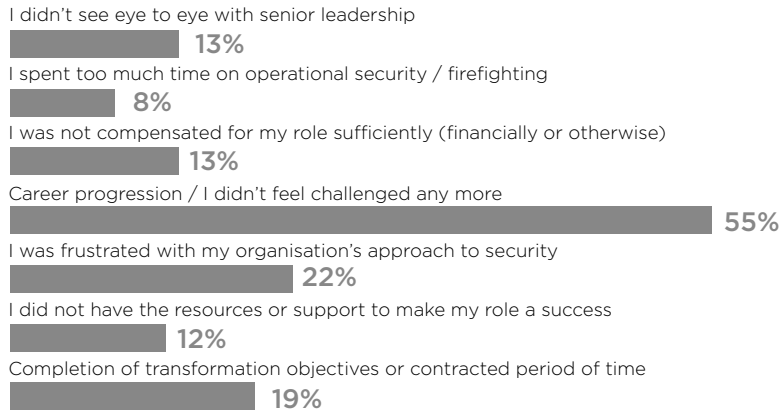 I didn’t see eye to eye with senior leadership
13%
I spent too much time on operational security / firefighting
8%
I was not compensated for my role sufficiently (financially or otherwise)
13%
Career progression / I didn’t feel challenged any more
55%
I was frustrated with my organisation’s approach to security
22%
I did not have the resources or support to make my role a success
12%
Completion of transformation objectives or contracted period of time
19%